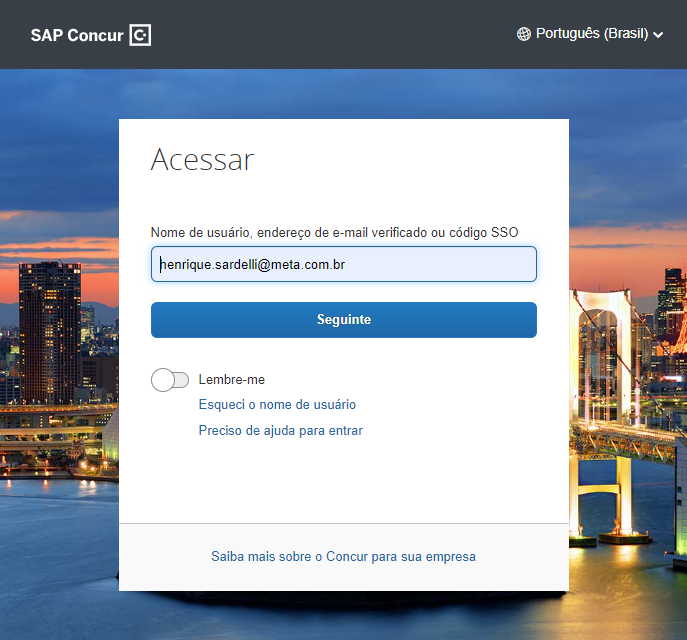 SAP Concur C
Português (Brasil)
Acessar
Nome de usuário, endereço de e-mail verificado ou código SSO
henrique.sardelli@meta.com.br
Seguinte
Lembre-me
Esqueci o nome de usuário
Preciso de ajuda para entrar
Saiba mais sobre o Concur para sua empresa